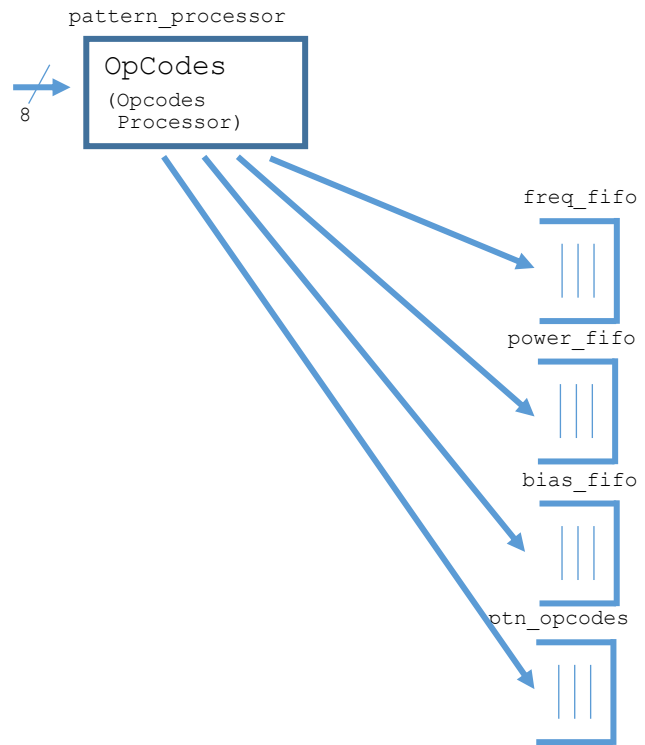 pattern_processor
OpCodes
(Opcodes
Processor)
8
freq_fifo
power_fifo
bias_fifo
ptn_opcodes